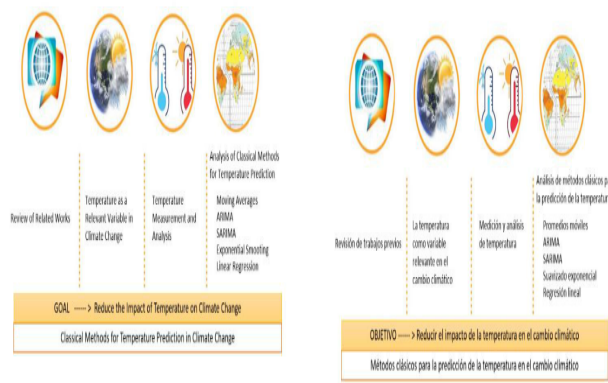 Review of Related Works
Temperature as a
Relevant Variable in
Climate Change
Temperature
Measurement and
Analysis
Analysis of Classical Methods
for Temperature Prediction
Moving Averages
ARIMA
SARIMA
Exponential Smooting
Linear Regression
GOAL -----> Reduce the Impact of Temperature on Climate Change
Classical Methods for Temperature Prediction in Climate Change
Revisión de trabajos previos
La temperatura
como variable
relevante en el
cambio climático
Medición y análisis
de temperatura
Análisis de métodos clásicos pa
la predicción de la temperatur
Promedios móviles
ARIMA
SARIMA
Suavizado exponencial
Regresión lineal
OBJETIVO -----> Reducir el impacto de la temperatura en el cambio climático
Métodos clásicos para la predicción de la temperatura en el cambio climático